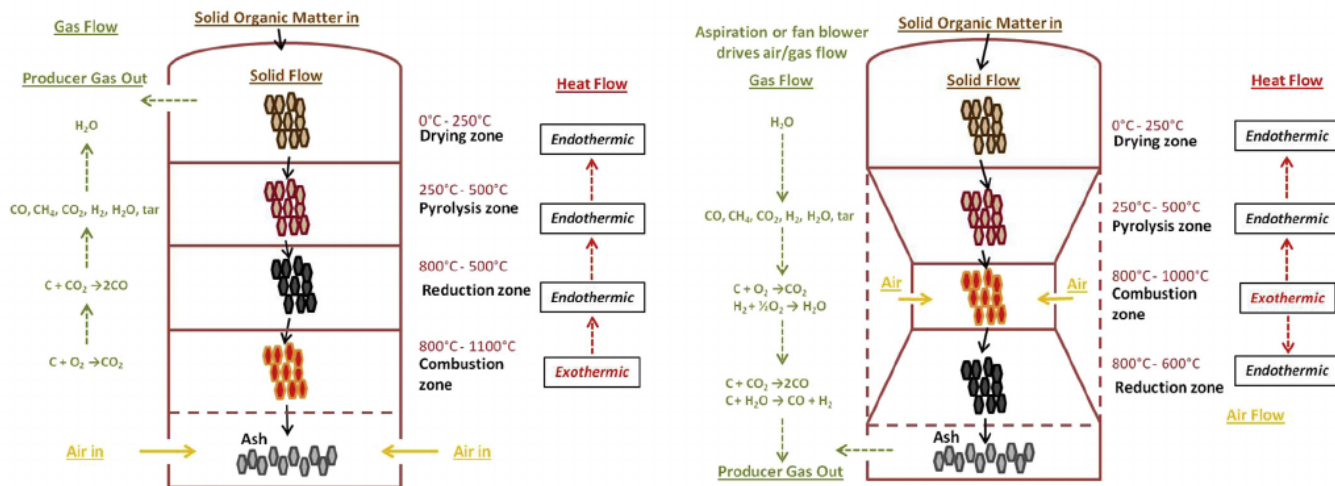 Solid Organic Matter in
Gas Flow
Producer Gas Out
Solid Flow
Heat Flow
H₂O
0°C - 250°C
Drying zone
Endothermic
250°C - 500°C
Pyrolysis zone
CO, CH₄, CO₂, H₂, H₂O, tar
Endothermic
800°C - 500°C
Reduction zone
C + CO₂ →2CO
Endothermic
800°C - 1100°C
Combustion
zone
C + O₂ →CO₂
Exothermic
Ash
Air in
Air in
Solid Organic Matter in
Aspiration or fan blower
drives air/gas flow
Gas Flow
Solid Flow
Heat Flow
H₂O
0°C - 250°C
Drying zone
Endothermic
250°C - 500°C
Pyrolysis zone
CO, CH₄, CO₂, H₂, H₂O, tar
Endothermic
Air
Air
800°C - 1000°C
Combustion
zone
C + O₂ →CO₂
H₂ + ½O₂ → H₂O
Exothermic
800°C - 600°C
Reduction zone
C + CO₂ →2CO
C + H₂O → CO + H₂
Endothermic
Air Flow
Ash
Producer Gas Out